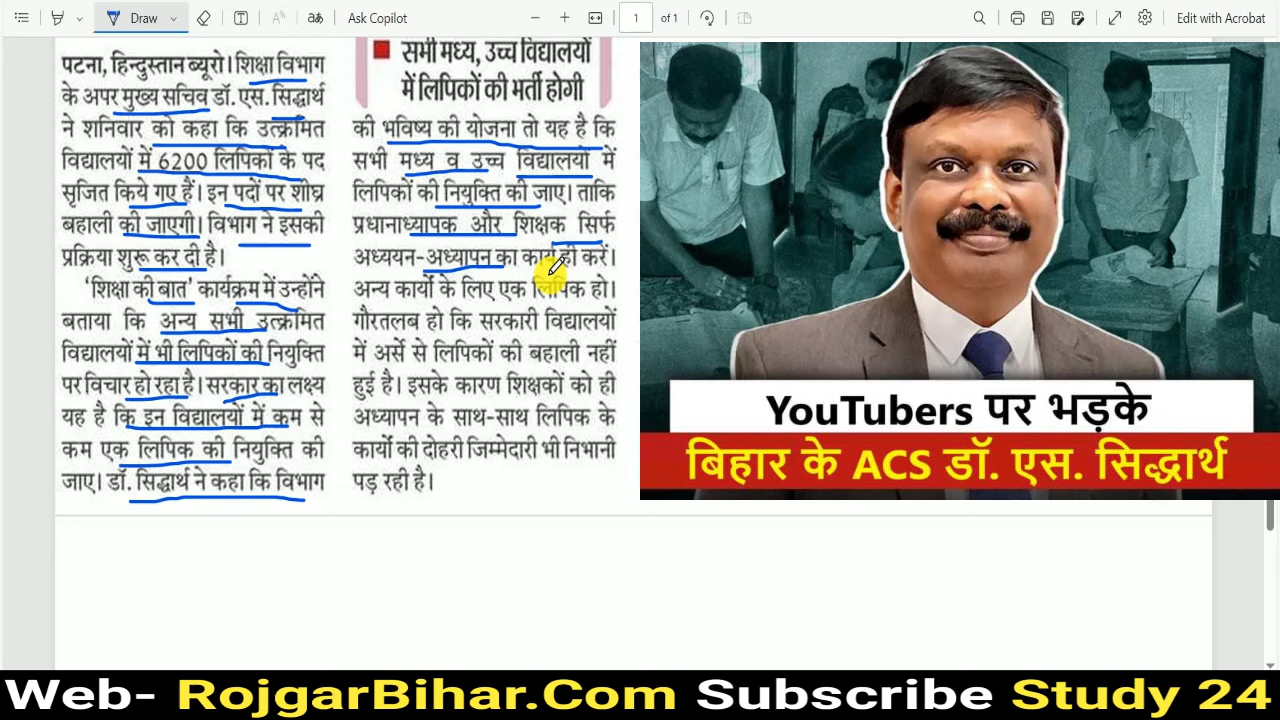 Draw
Ask Copilot
1
of 1
Edit with Acrobat
पटना, हिन्दुस्तान ब्यूरो। शिक्षा विभाग
के अपर मुख्य सचिव डॉ. एस. सिद्धार्थ
ने शनिवार को कहा कि उत्क्रमित
विद्यालयों में 6200 लिपिकों के पद
सृजित किये गए हैं। इन पदों पर शीघ्र
बहाली की जाएगी। विभाग ने इसकी
प्रक्रिया शुरू कर दी है।
‘शिक्षा की बात’ कार्यक्रम में उन्होंने
बताया कि अन्य सभी उत्क्रमित
विद्यालयों में भी लिपिकों की नियुक्ति
पर विचार हो रहा है। सरकार का लक्ष्य
यह है कि इन विद्यालयों में कम से
कम एक लिपिक की नियुक्ति की
जाए। डॉ. सिद्धार्थ ने कहा कि विभाग
सभी मध्य, उच्च विद्यालयों
में लिपिकों की भर्ती होगी
की भविष्य की योजना तो यह है कि
सभी मध्य व उच्च विद्यालयों में
लिपिकों की नियुक्ति की जाए। ताकि
प्रधानाध्यापक और शिक्षक सिर्फ
अध्ययन-अध्यापन का कार्य ही करें।
अन्य कार्यों के लिए एक लिपिक हो।
गौरतलब हो कि सरकारी विद्यालयों
में अर्से से लिपिकों की बहाली नहीं
हुई है। इसके कारण शिक्षकों को ही
अध्यापन के साथ-साथ लिपिक के
कार्यों की दोहरी जिम्मेदारी भी निभानी
पड़ रही है।
YouTubers पर भड़के
बिहार के ACS डॉ. एस. सिद्धार्थ
Web- RojgarBihar.Com Subscribe Study 24